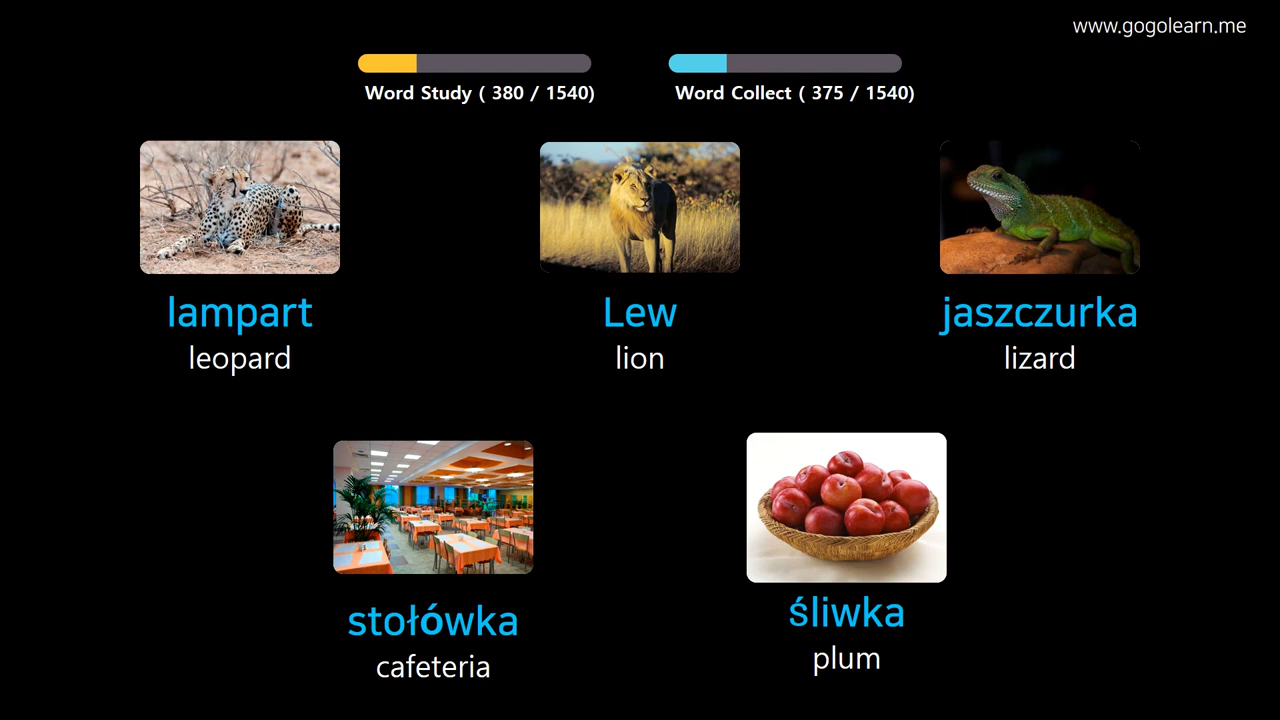 www.gogolearn.me
Word Study ( 380 / 1540)
Word Collect ( 375 / 1540)
lampart
leopard
Lew
lion
jaszczurka
lizard
stołówka
cafeteria
śliwka
plum